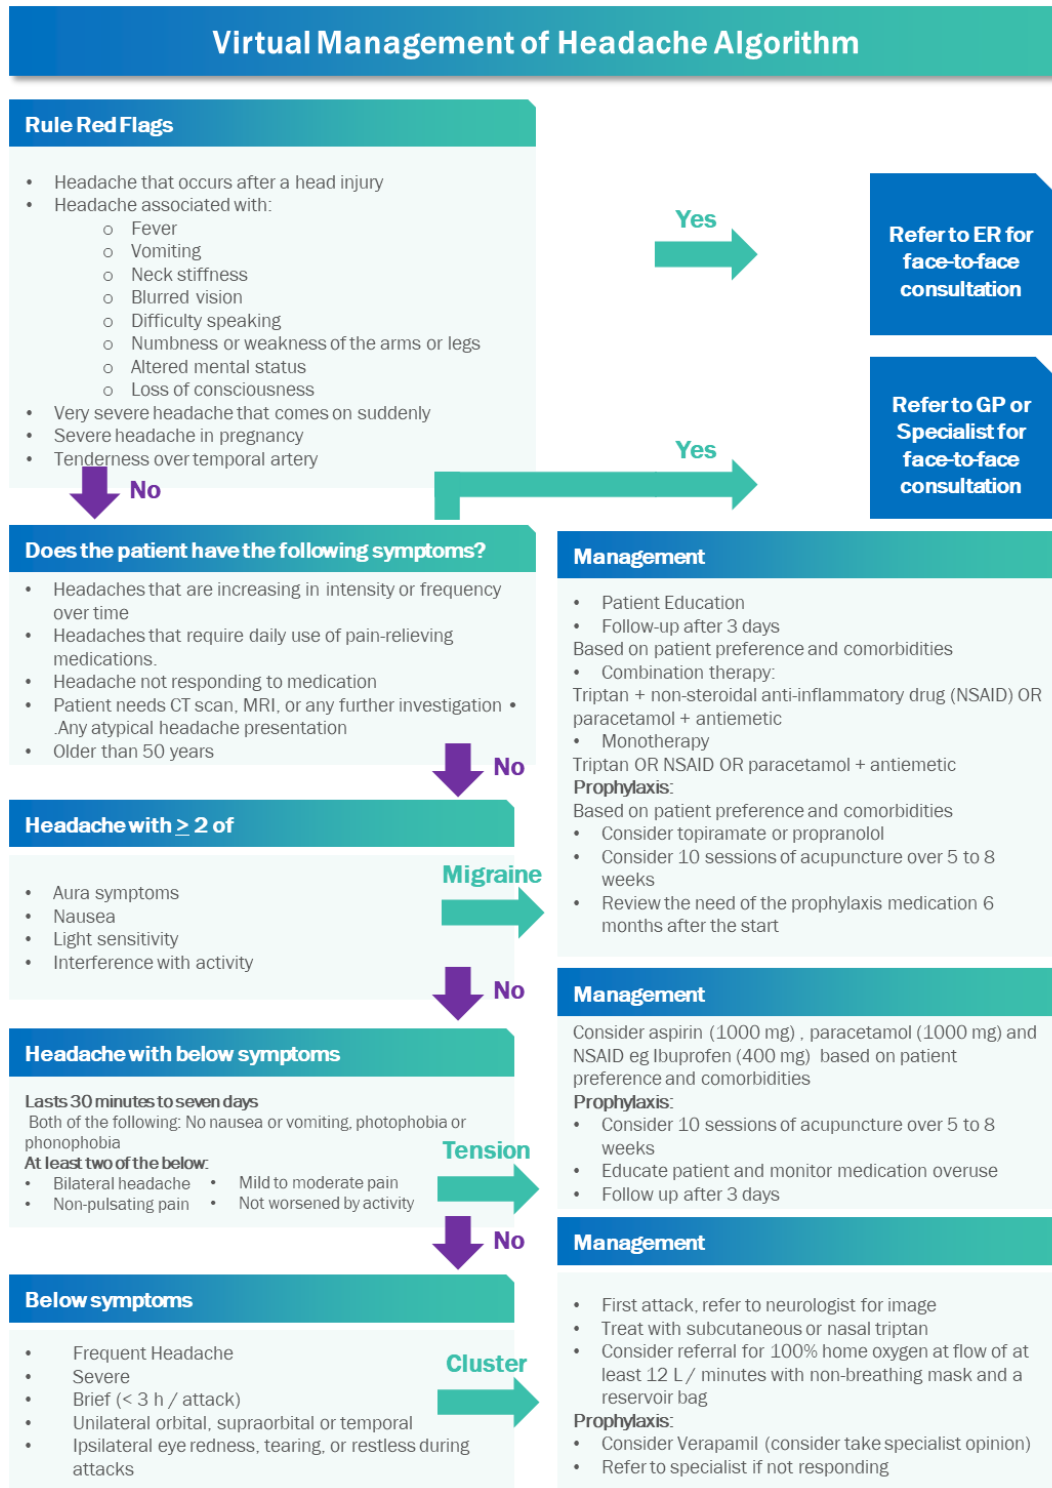 Virtual Management of Headache Algorithm
Rule Red Flags
• Headache that occurs after a head injury
• Headache associated with:
o Fever
o Vomiting
o Neck stiffness
o Blurred vision
o Difficulty speaking
o Numbness or weakness of the arms or legs
o Altered mental status
o Loss of consciousness
• Very severe headache that comes on suddenly
• Severe headache in pregnancy
• Tenderness over temporal artery
Yes
Refer to ER for
face-to-face
consultation
No
Yes
Refer to GP or
Specialist for
face-to-face
consultation
Does the patient have the following symptoms?
• Headaches that are increasing in intensity or frequency
over time
• Headaches that require daily use of pain-relieving
medications.
• Headache not responding to medication
• Patient needs CT scan, MRI, or any further investigation •
.Any atypical headache presentation
• Older than 50 years
No
Headache with ≥ 2 of
• Aura symptoms
• Nausea
• Light sensitivity
• Interference with activity
Migraine
Management
• Patient Education
• Follow-up after 3 days
Based on patient preference and comorbidities
• Combination therapy:
Triptan + non-steroidal anti-inflammatory drug (NSAID) OR
paracetamol + antiemetic
• Monotherapy
Triptan OR NSAID OR paracetamol + antiemetic
Prophylaxis:
Based on patient preference and comorbidities
• Consider topiramate or propranolol
• Consider 10 sessions of acupuncture over 5 to 8
weeks
• Review the need of the prophylaxis medication 6
months after the start
No
Headache with below symptoms
Lasts 30 minutes to seven days
Both of the following: No nausea or vomiting, photophobia or
phonophobia
At least two of the below:
• Bilateral headache • Mild to moderate pain
• Non-pulsating pain • Not worsened by activity
Tension
Management
Consider aspirin (1000 mg) , paracetamol (1000 mg) and
NSAID eg Ibuprofen (400 mg) based on patient
preference and comorbidities
Prophylaxis:
• Consider 10 sessions of acupuncture over 5 to 8
weeks
• Educate patient and monitor medication overuse
• Follow up after 3 days
No
Below symptoms
• Frequent Headache
• Severe
• Brief (< 3 h / attack)
• Unilateral orbital, supraorbital or temporal
• Ipsilateral eye redness, tearing, or restless during
attacks
Cluster
Management
• First attack, refer to neurologist for image
• Treat with subcutaneous or nasal triptan
• Consider referral for 100% home oxygen at flow of at
least 12 L / minutes with non-breathing mask and a
reservoir bag
Prophylaxis:
• Consider Verapamil (consider take specialist opinion)
• Refer to specialist if not responding